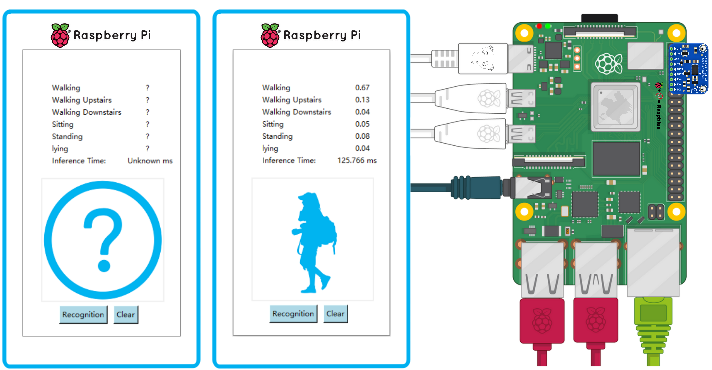 Raspberry Pi
Walking ?
Walking Upstairs ?
Walking Downstairs ?
Sitting ?
Standing ?
lying ?
Inference Time: Unknown ms
?
Recognition Clear
Raspberry Pi
Walking 0.67
Walking Upstairs 0.13
Walking Downstairs 0.04
Sitting 0.05
Standing 0.08
lying 0.04
Inference Time: 125.766 ms
Recognition Clear